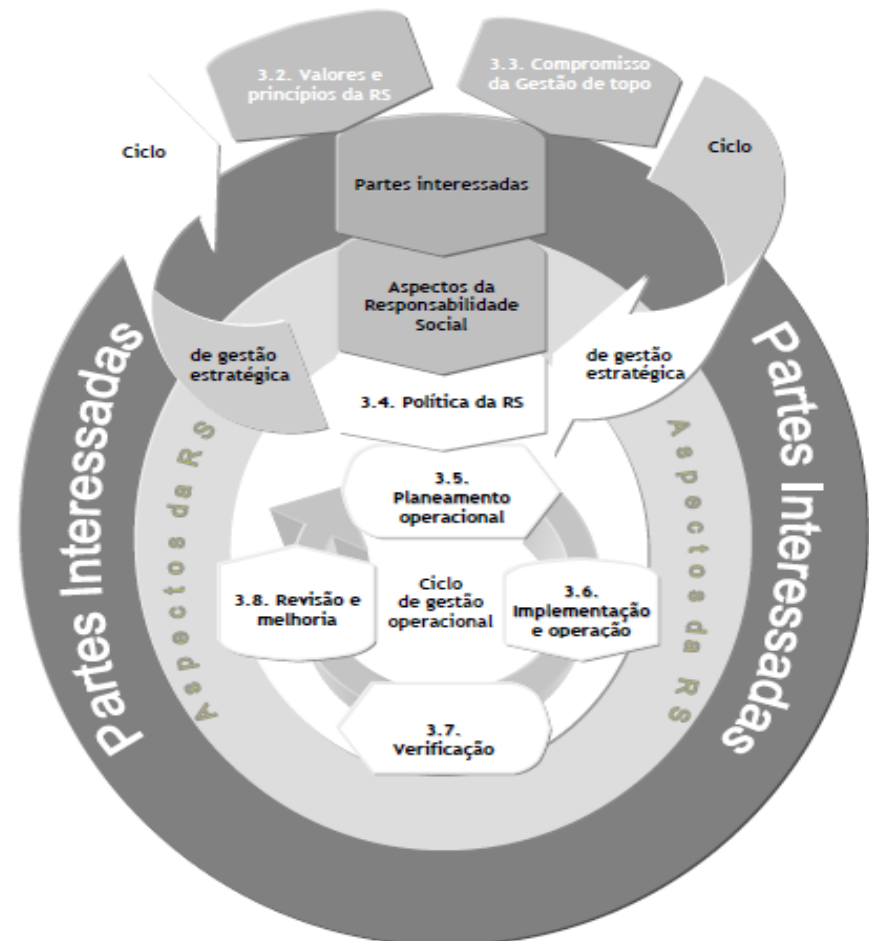 3.2. Valores e
princípios da RS
3.3. Compromisso
da Gestão de topo
Ciclo
Ciclo
Partes interessadas
Aspectos da
Responsabilidade
Social
de gestão
estratégica
de gestão
estratégica
3.4. Política da RS
Partes Interessadas
Aspectos da RS
Aspectos da RS
Partes Interessadas
3.5.
Planeamento
operacional
3.8. Revisão e
melhoria
Ciclo
de gestão
operacional
3.6.
Implementação
e operação
3.7.
Verificação